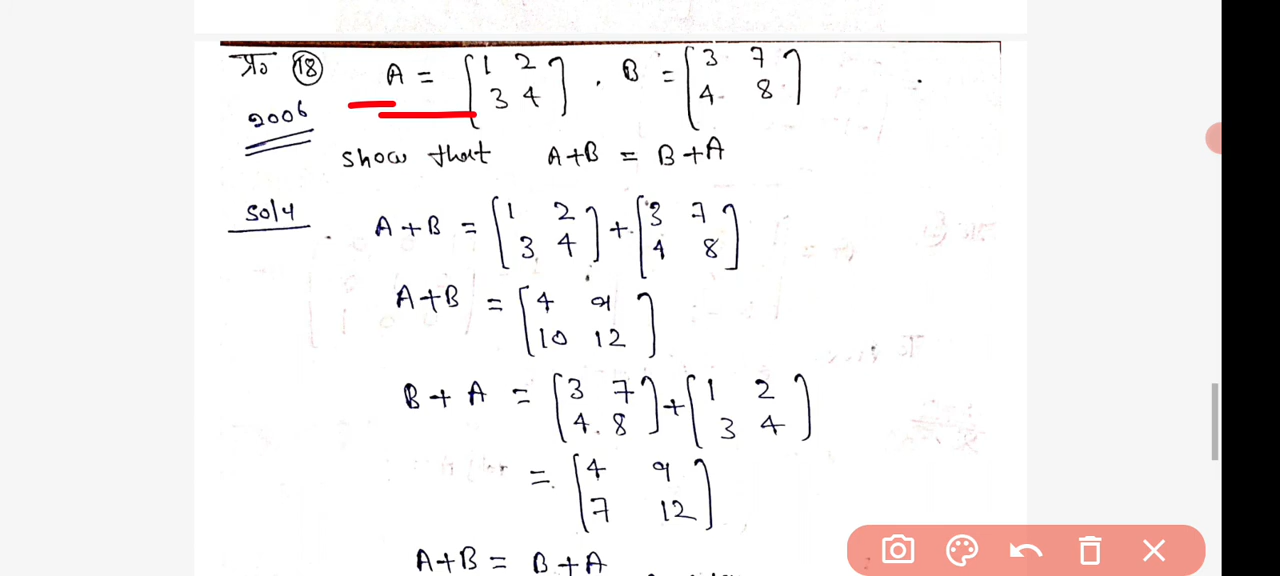 प्र० 18 A = [1 2 3 4] , B = [3 7 4 8]
2006
show that A+B = B+A
Soly. A+B = [1 2 3 4] + [3 7 4 8]
A+B = [4 9 10 12]
B+A = [3 7 4 8] + [1 2 3 4]
= [4 9 7 12]
A+B = B+A